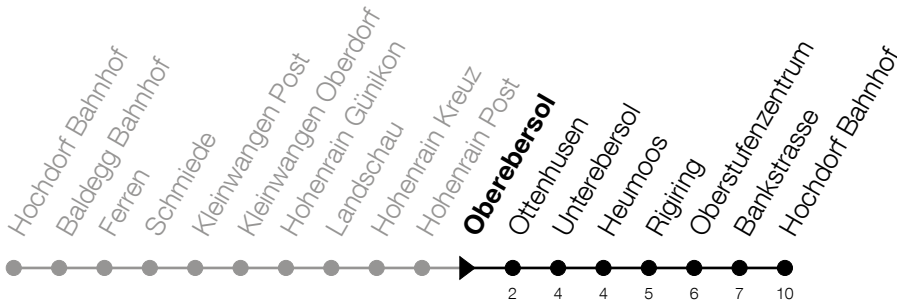 Hochdorf Bahnhof
Baldegg Bahnhof
Ferren
Schmiede
Kleinwangen Post
Kleinwangen Oberdorf
Hohenrain Günikon
Landschau
Hohenrain Kreuz
Hohenrain Post
Oberebersol
Ottenhusen
Unterebersol
Heumoos
Rigiring
Oberstufenzentrum
Bankstrasse
Hochdorf Bahnhof
2 4 4 5 6 7 10